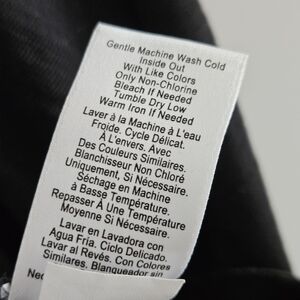 Gentle Machine Wash Cold
Inside Out
With Like Colors
Only Non-Chlorine
Bleach If Needed
Tumble Dry Low
Warm Iron If Needed
Laver à la Machine à L'eau
Froide. Cycle Délicat.
À L'envers. Avec
Des Couleurs Similaires.
Blanchisseur Non Chloré
Uniquement, Si Nécessaire.
Séchage en Machine
à Basse Température.
Repasser À Une Température
Moyenne Si Nécessaire.
Lavar en Lavadora con
Agua Fría. Ciclo Delicado.
Lavar al Revés. Con Colores
Similares. Blanqueador sin
Nec